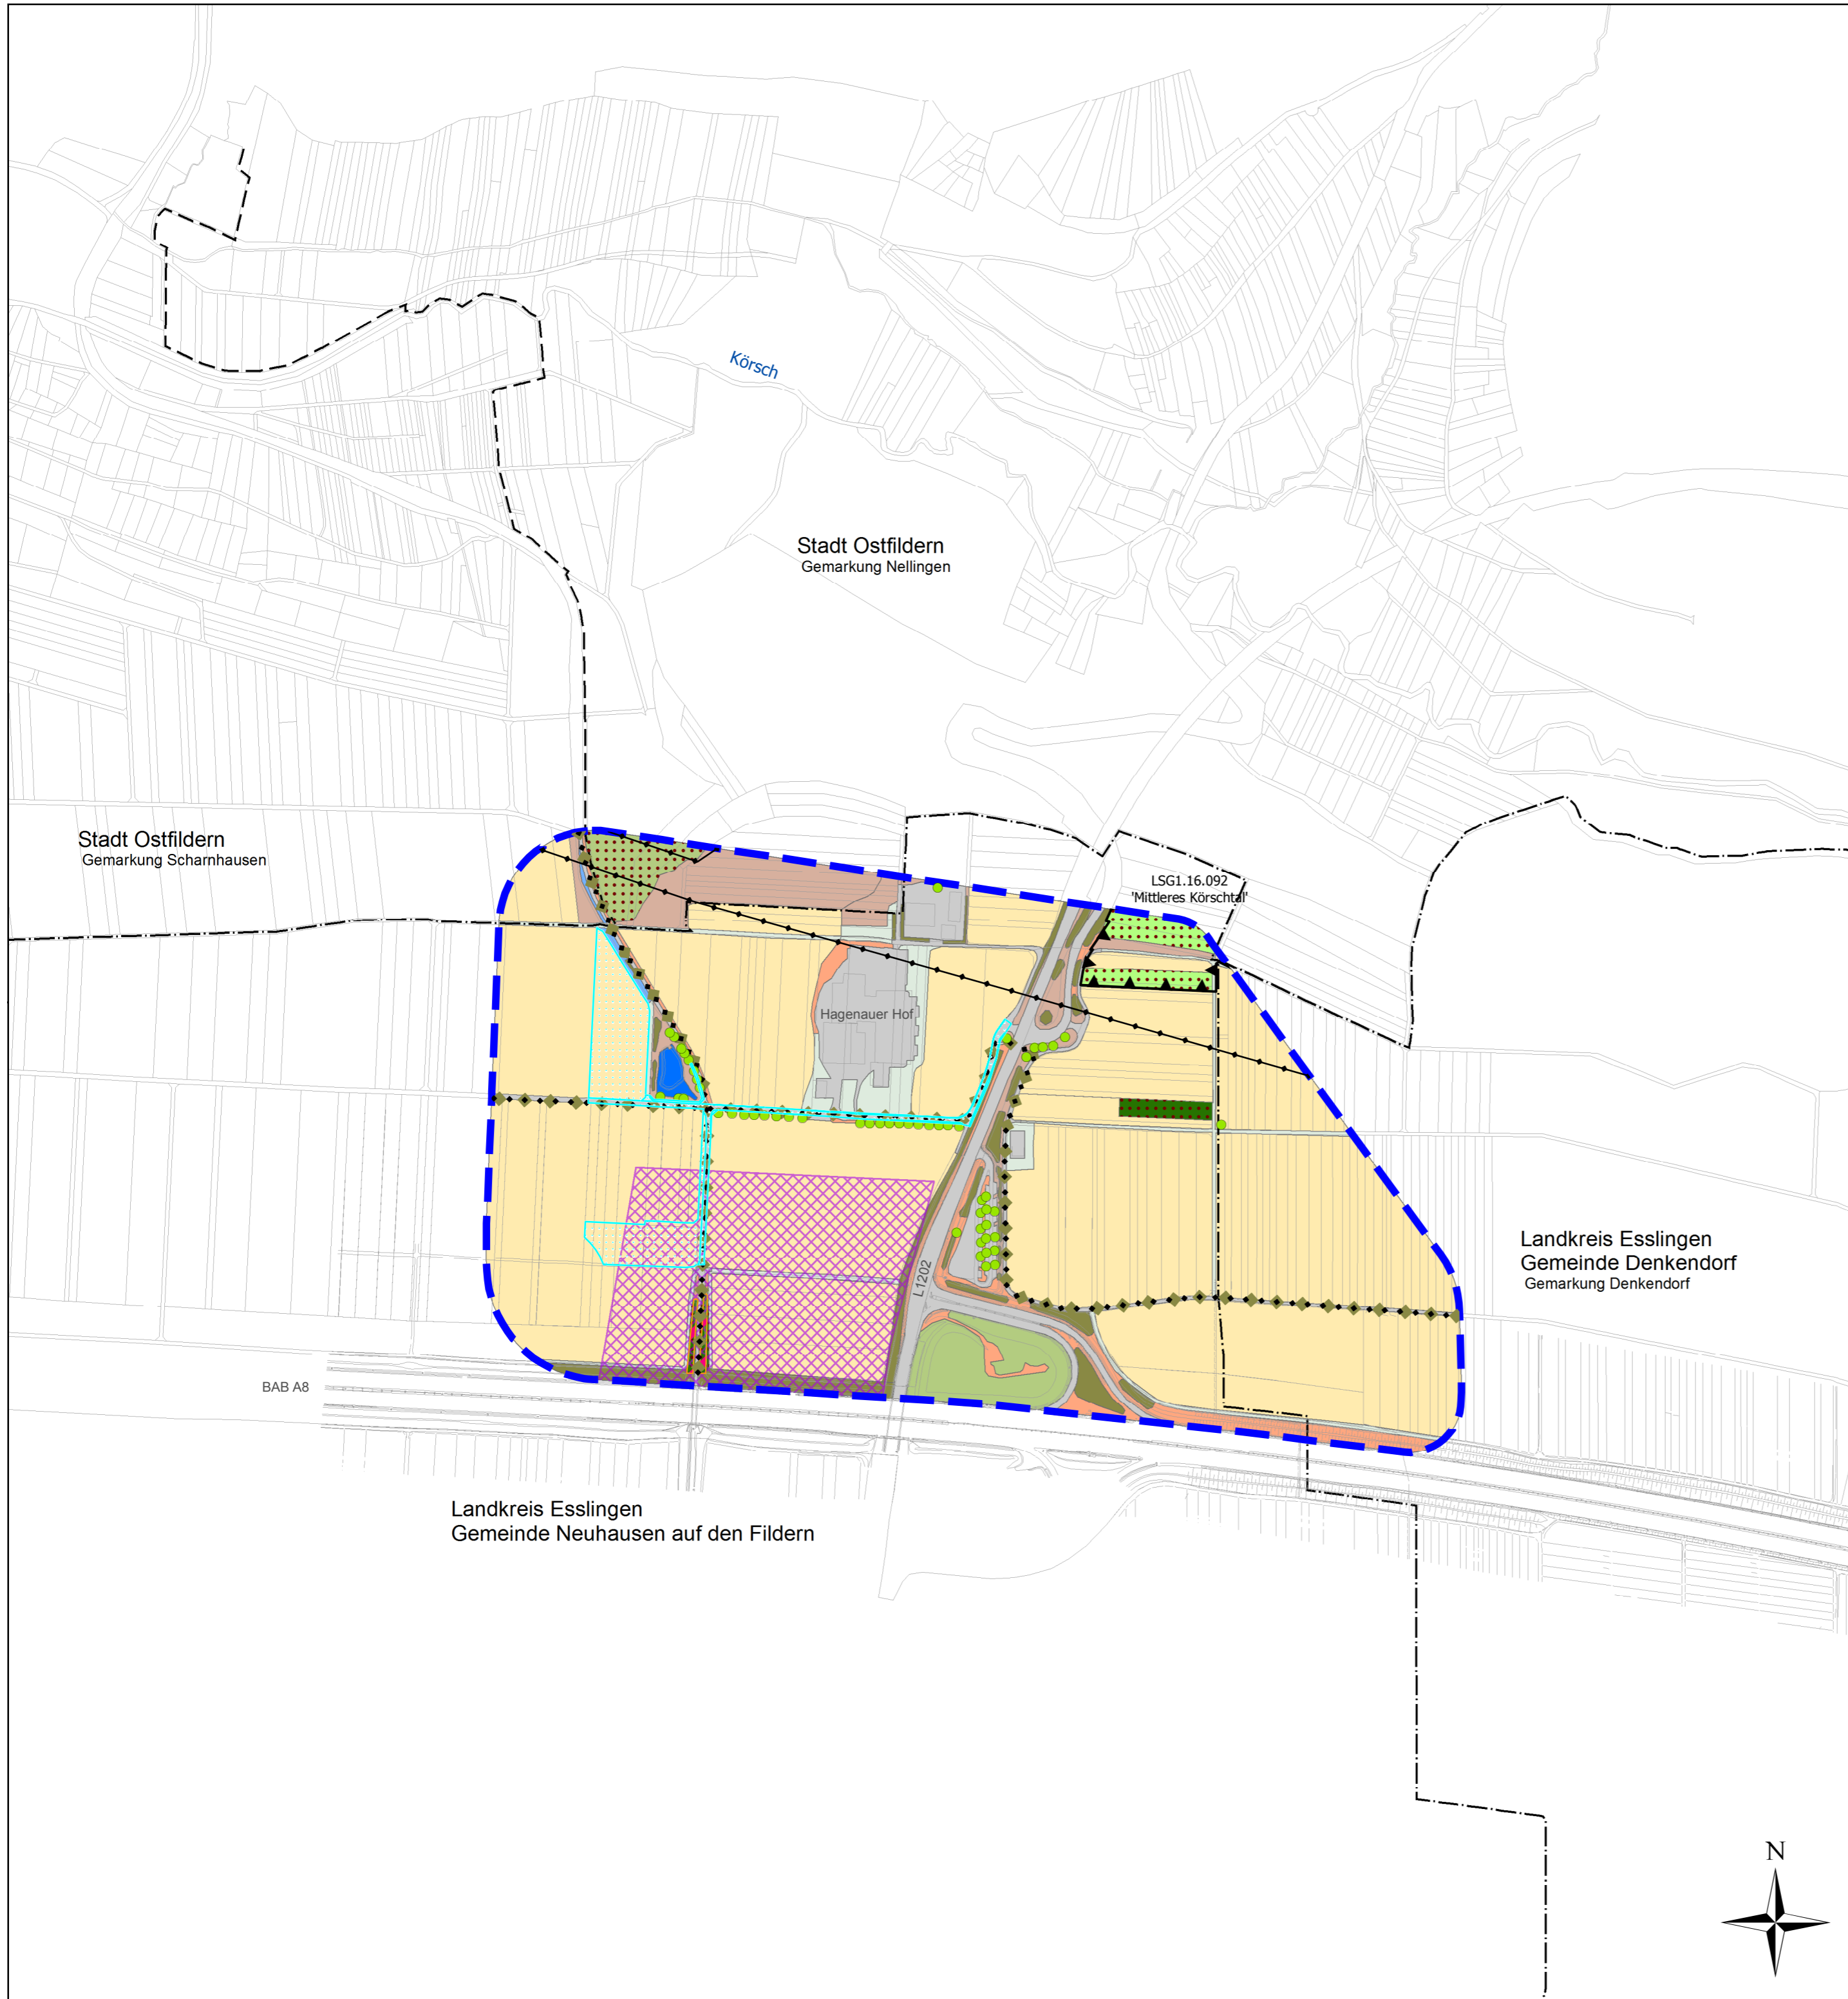 Körsch
Stadt Ostfildern
Gemarkung Nellingen
Stadt Ostfildern
Gemarkung Scharnhausen
LSG1.16.092
'Mittleres Körschtal'
Hagenauer Hof
L1202
Landkreis Esslingen
Gemeinde Denkendorf
Gemarkung Denkendorf
BAB A8
Landkreis Esslingen
Gemeinde Neuhausen auf den Fildern
N